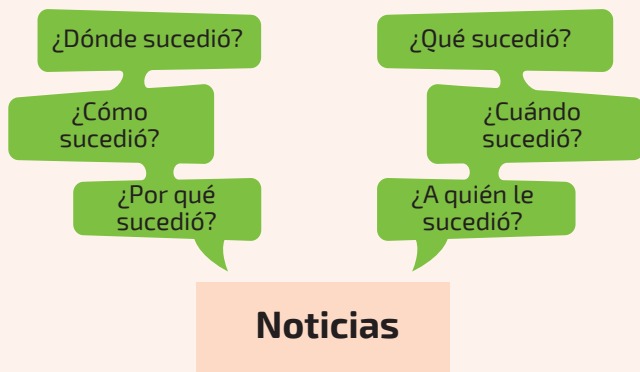 ¿Dónde sucedió?
¿Cómo
sucedió?
¿Por qué
sucedió?
¿Qué sucedió?
¿Cuándo
sucedió?
¿A quién le
sucedió?
Noticias